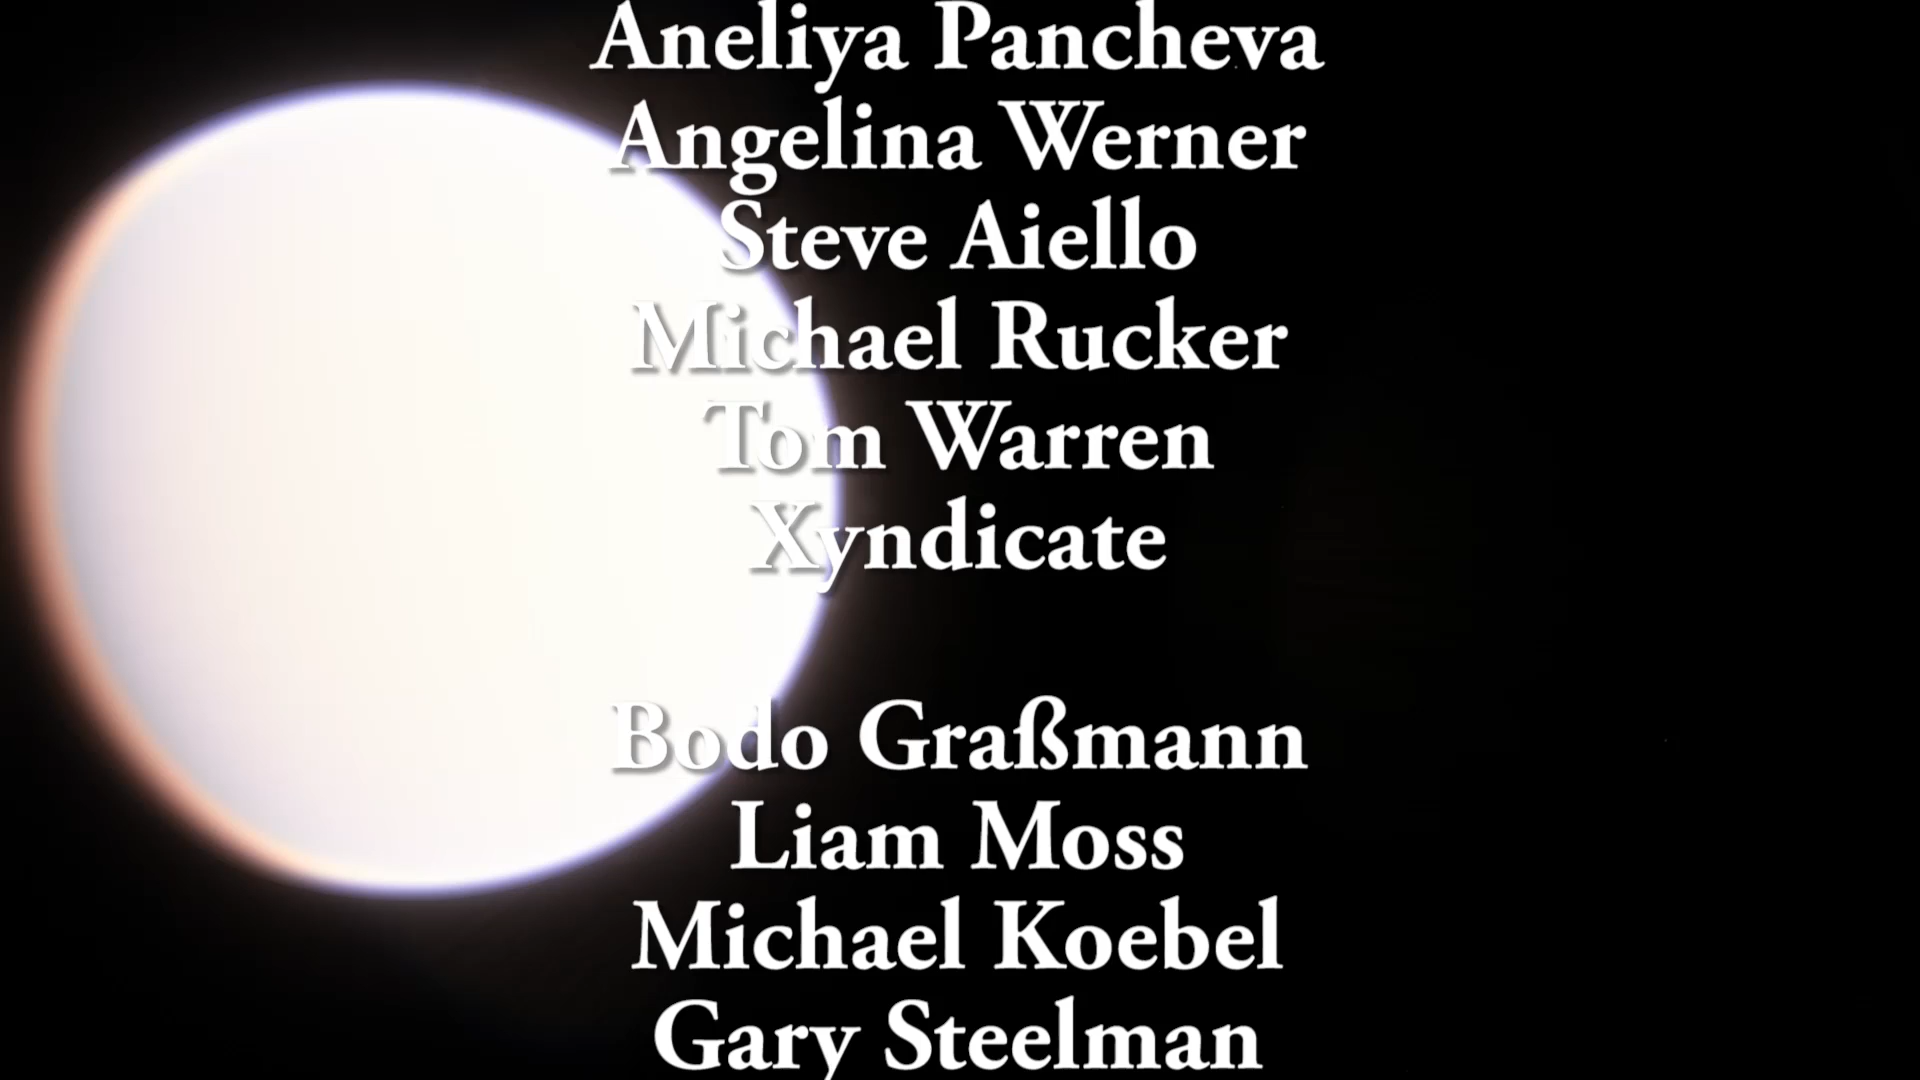 Aneliya Pancheva
Angelina Werner
Steve Aiello
Michael Rucker
Tom Warren
Xyndicate
Bodo Graßmann
Liam Moss
Michael Koebel
Gary Steelman